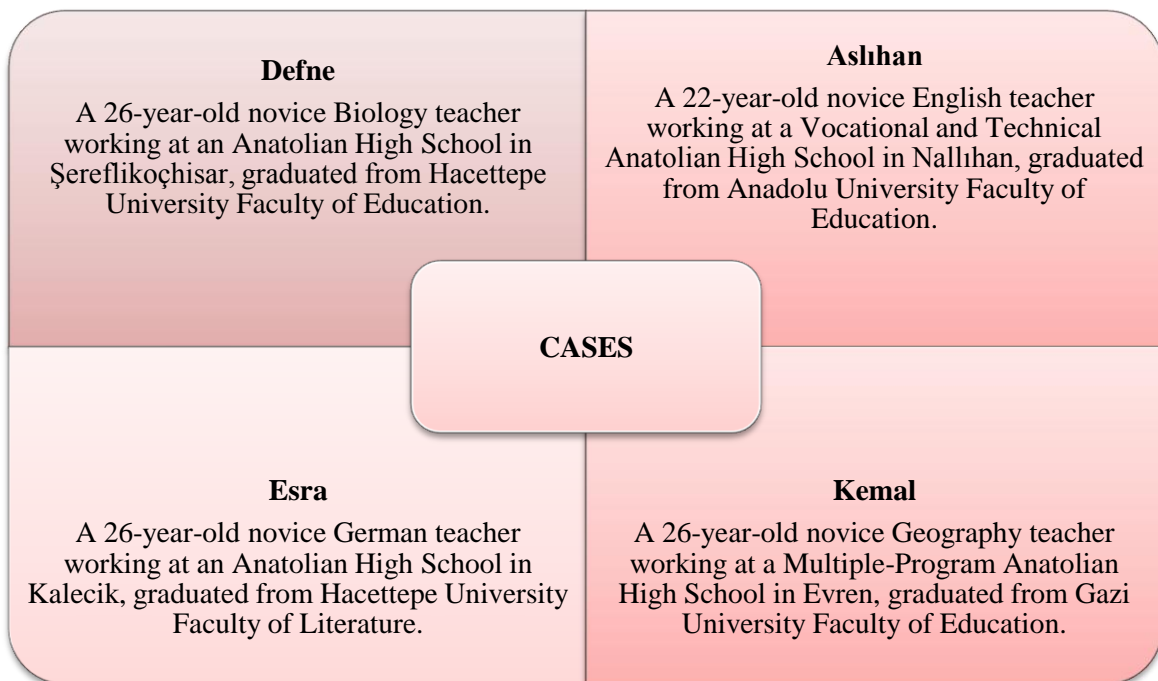 Defne
A 26-year-old novice Biology teacher
working at an Anatolian High School in
Şereflikoçhisar, graduated from Hacettepe
University Faculty of Education.
Aslıhan
A 22-year-old novice English teacher
working at a Vocational and Technical
Anatolian High School in Nallıhan, graduated
from Anadolu University Faculty of
Education.
CASES
Esra
A 26-year-old novice German teacher
working at an Anatolian High School in
Kalecik, graduated from Hacettepe University
Faculty of Literature.
Kemal
A 26-year-old novice Geography teacher
working at a Multiple-Program Anatolian
High School in Evren, graduated from Gazi
University Faculty of Education.